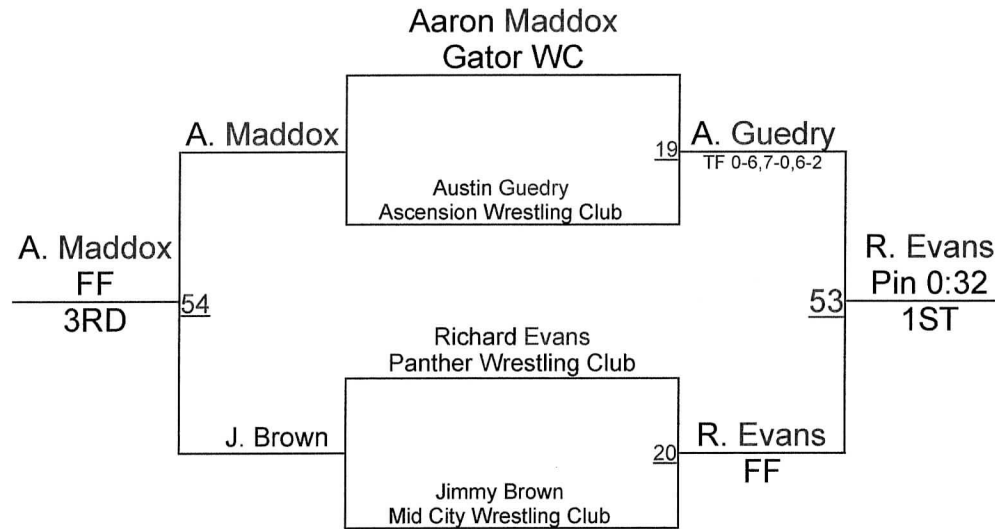 Aaron Maddox
Gator WC
A. Maddox
19
A. Guedry
TF 0-6,7-0,6-2
Austin Guedry
Ascension Wrestling Club
A. Maddox
FF
3RD
54
53
R. Evans
Pin 0:32
1ST
Richard Evans
Panther Wrestling Club
J. Brown
20
R. Evans
FF
Jimmy Brown
Mid City Wrestling Club